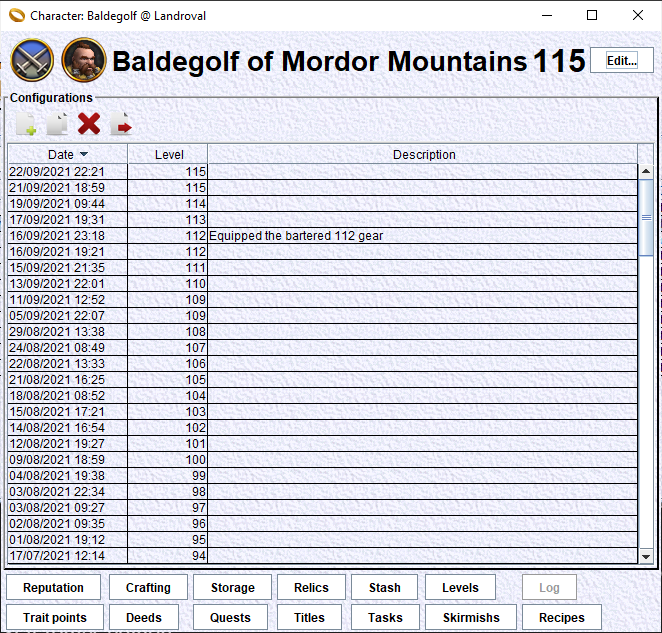 Character: Baldegolf @ Landroval
Baldegolf of Mordor Mountains 115 Edit...
Configurations
Date Level Description
22/09/2021 22:21 115
21/09/2021 18:59 115
19/09/2021 09:44 114
17/09/2021 19:31 113
16/09/2021 23:18 112 Equipped the bartered 112 gear
16/09/2021 19:21 112
15/09/2021 21:35 111
13/09/2021 22:01 110
11/09/2021 12:52 109
05/09/2021 22:07 109
29/08/2021 13:38 108
24/08/2021 08:49 107
22/08/2021 13:33 106
21/08/2021 16:25 105
18/08/2021 08:52 104
15/08/2021 17:21 103
14/08/2021 16:54 102
12/08/2021 19:27 101
09/08/2021 18:59 100
04/08/2021 19:38 99
03/08/2021 22:34 98
03/08/2021 09:27 97
02/08/2021 09:35 96
01/08/2021 19:12 95
17/07/2021 12:14 94
Reputation Crafting Storage Relics Stash Levels Log
Trait points Deeds Quests Titles Tasks Skirmishs Recipes